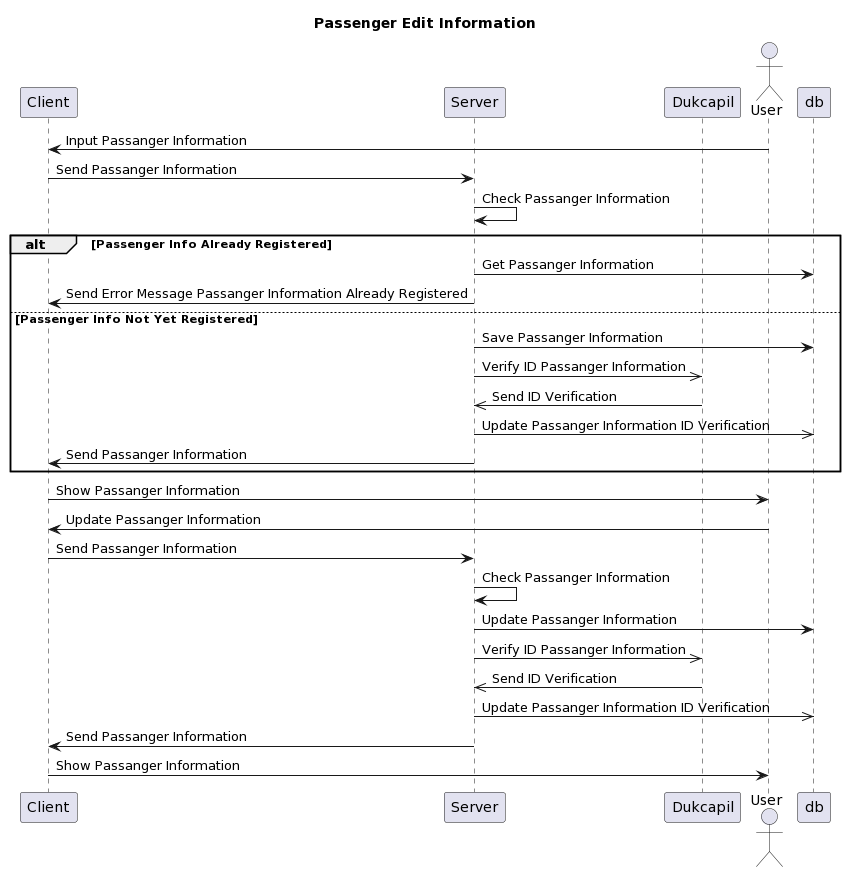 Passenger Edit Information
Client
Server
Dukcapil
User
db
Input Passanger Information
Send Passanger Information
Check Passanger Information
alt
[Passenger Info Already Registered]
Get Passanger Information
Send Error Message Passanger Information Already Registered
[Passenger Info Not Yet Registered]
Save Passanger Information
Verify ID Passanger Information
Send ID Verification
Update Passanger Information ID Verification
Send Passanger Information
Show Passanger Information
Update Passanger Information
Send Passanger Information
Check Passanger Information
Update Passanger Information
Verify ID Passanger Information
Send ID Verification
Update Passanger Information ID Verification
Send Passanger Information
Show Passanger Information
Client
Server
Dukcapil
User
db